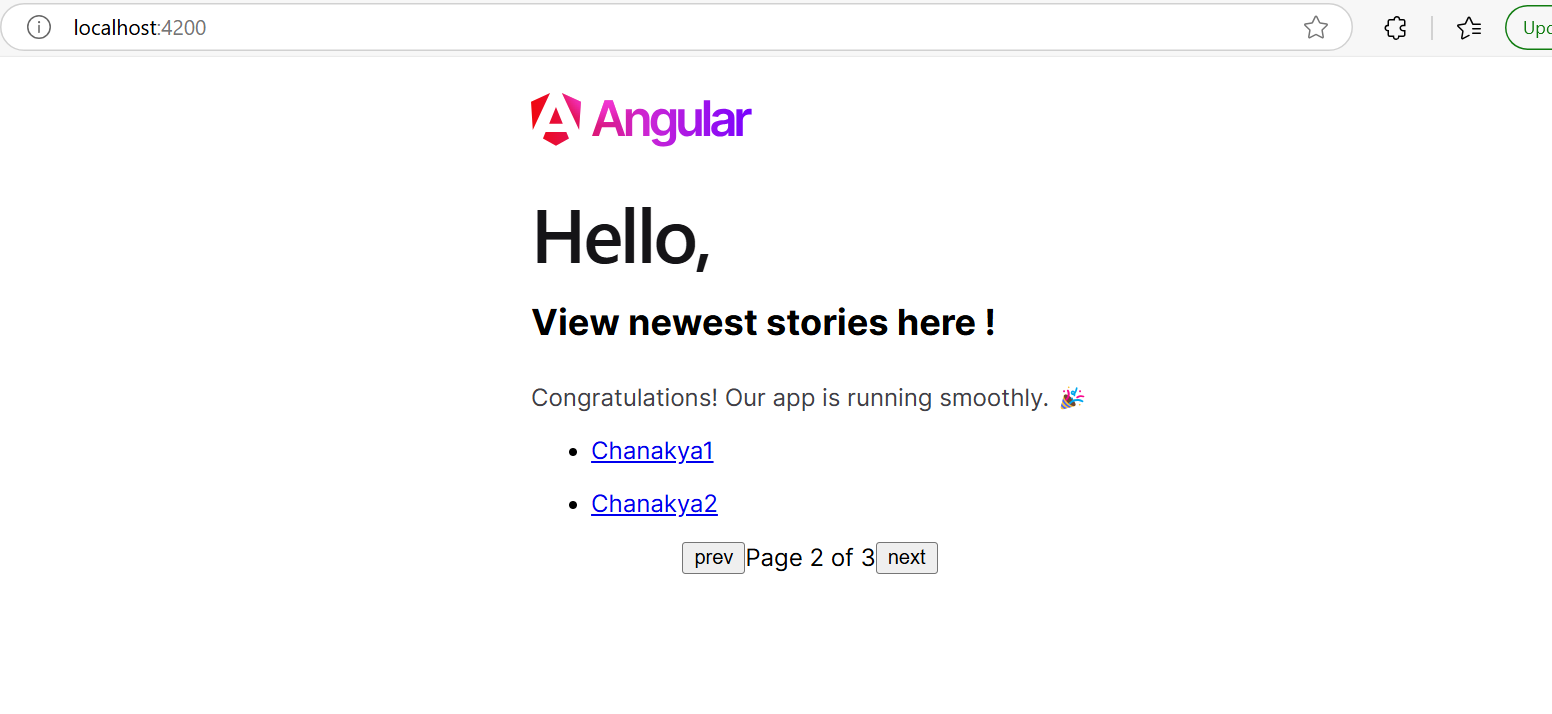 localhost:4200
Angular
Hello,
View newest stories here !
Congratulations! Our app is running smoothly. 🎉
Chanakya1
Chanakya2
prev Page 2 of 3 next